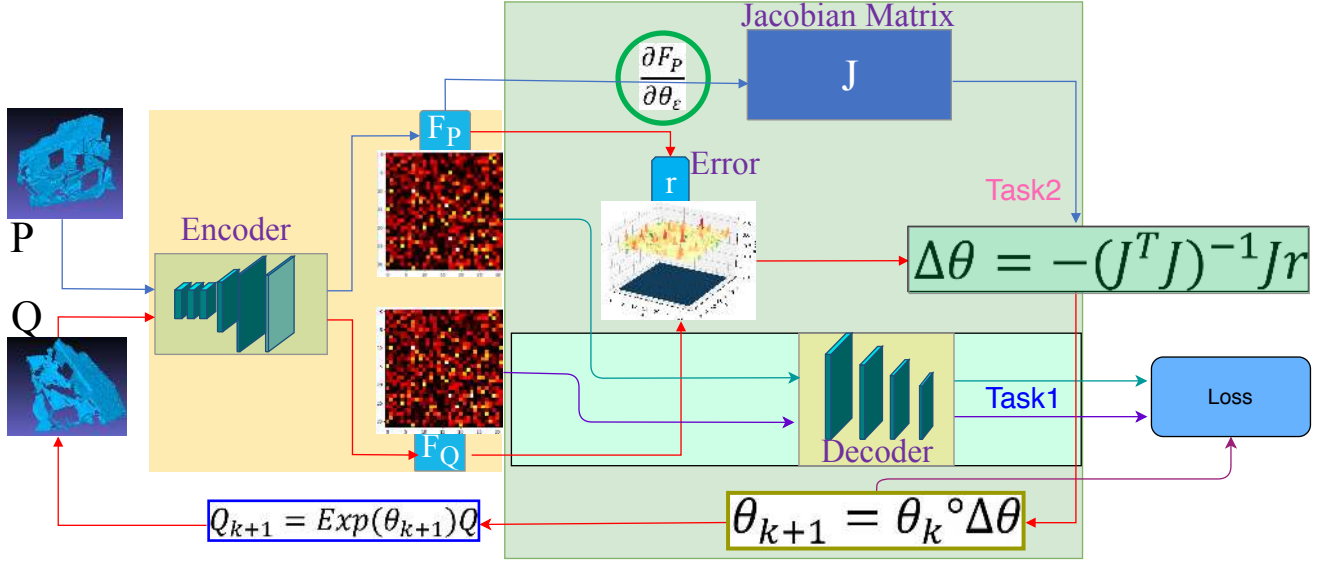 Jacobian Matrix
∂F_P
∂θ_ε
J
F_P
Error
r
P
Encoder
Task2
Δθ = −(J^T J)^{−1}Jr
Q
Task1
Loss
Decoder
F_Q
Q_{k+1} = Exp(θ_{k+1})Q
θ_{k+1} = θ_k°Δθ